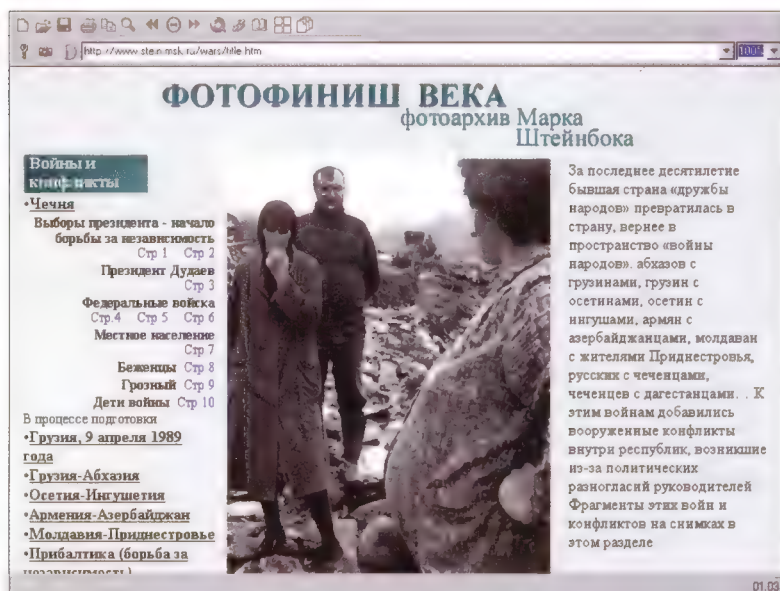 http://www.stein.msk.ru/wars/title.htm
100%
ФОТОФИНИШ ВЕКА
фотоархив Марка
Штейнбока
Войны и
конфликты
•Чечня
Выборы президента - начало
борьбы за независимость
Стр 1 Стр 2
Президент Дудаев
Стр 3
Федеральные войска
Стр.4 Стр 5 Стр 6
Местное население
Стр 7
Беженцы Стр 8
Грозный Стр 9
Дети войны Стр 10
В процессе подготовки
•Грузия, 9 апреля 1989
года
•Грузия-Абхазия
•Осетия-Ингушетия
•Армения-Азербайджан
•Молдавия-Приднестровье
•Прибалтика (борьба за
независимость)
За последнее десятилетие
бывшая страна «дружбы
народов» превратилась в
страну, вернее в
пространство «войны
народов». абхазов с
грузинами, грузин с
осетинами, осетин с
ингушами, армян с
азербайджанцами, молдаван
с жителями Приднестровья,
русских с чеченцами,
чеченцев с дагестанцами. . К
этим войнам добавились
вооруженные конфликты
внутри республик, возникшие
из-за политических
разногласий руководителей
Фрагменты этих войн и
конфликтов на снимках в
этом разделе
01.03